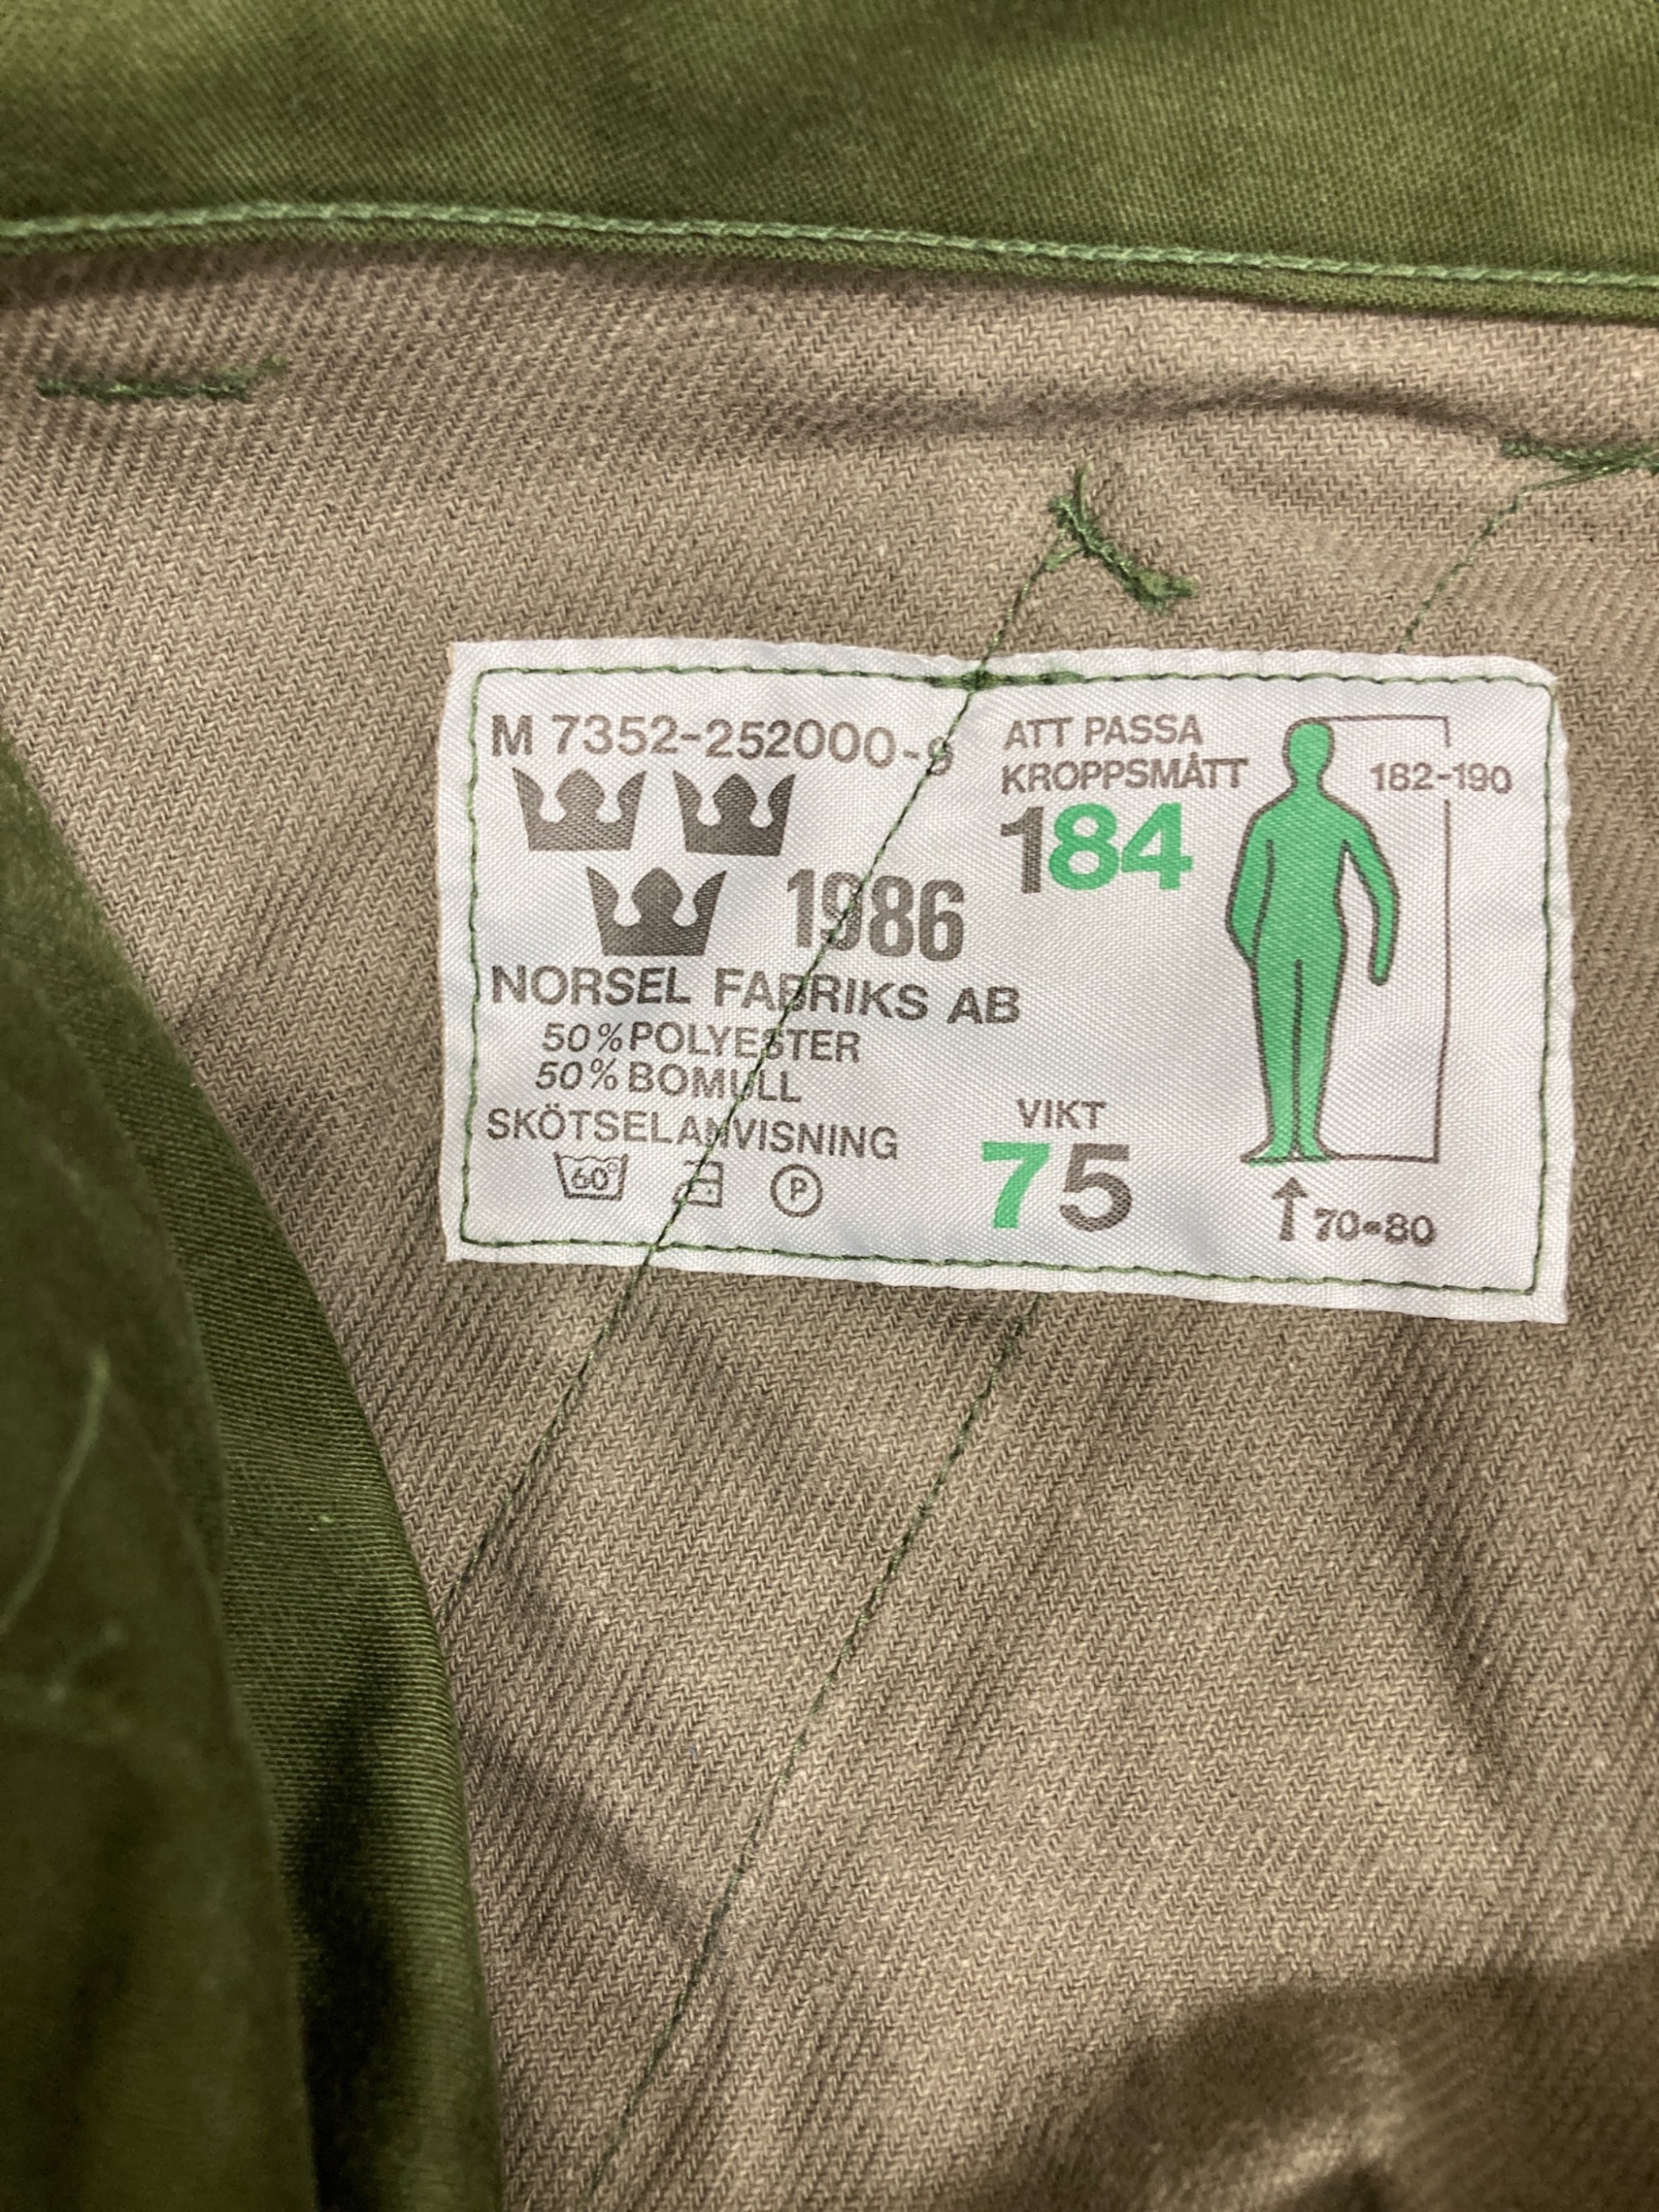 M 7352-252000-9
1986
NORSEL FABRIKS AB
50% POLYESTER
50% BOMULL
SKÖTSELANVISNING
60°
P
ATT PASSA
KROPPSMÅTT
184
182-190
VIKT
75
70-80